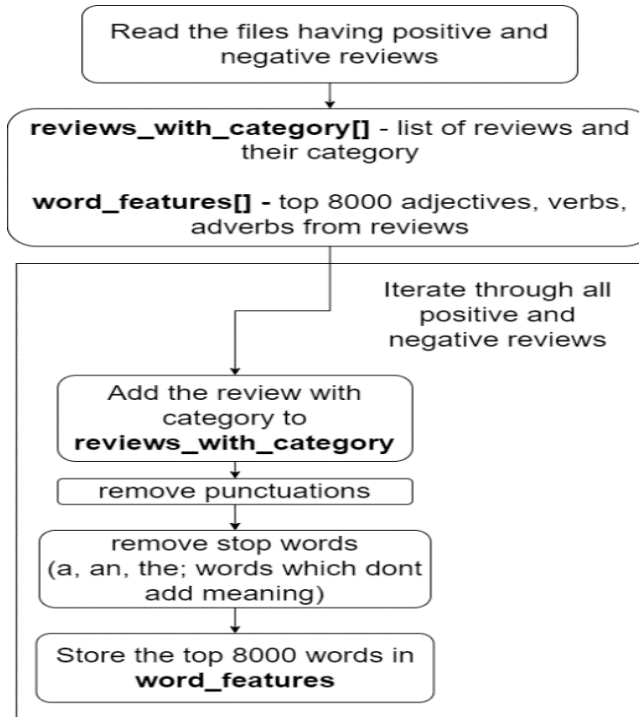 Read the files having positive and
negative reviews
reviews_with_category[] - list of reviews and
their category
word_features[] - top 8000 adjectives, verbs,
adverbs from reviews
Iterate through all
positive and
negative reviews
Add the review with
category to
reviews_with_category
remove punctuations
remove stop words
(a, an, the; words which dont
add meaning)
Store the top 8000 words in
word_features